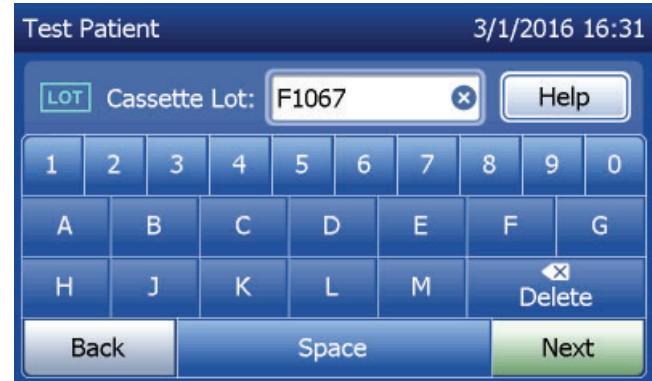 Test Patient 3/1/2016 16:31
LOT Cassette Lot: F1067 Help
1 2 3 4 5 6 7 8 9 0
A B C D E F G
H J K L M Delete
Back Space Next